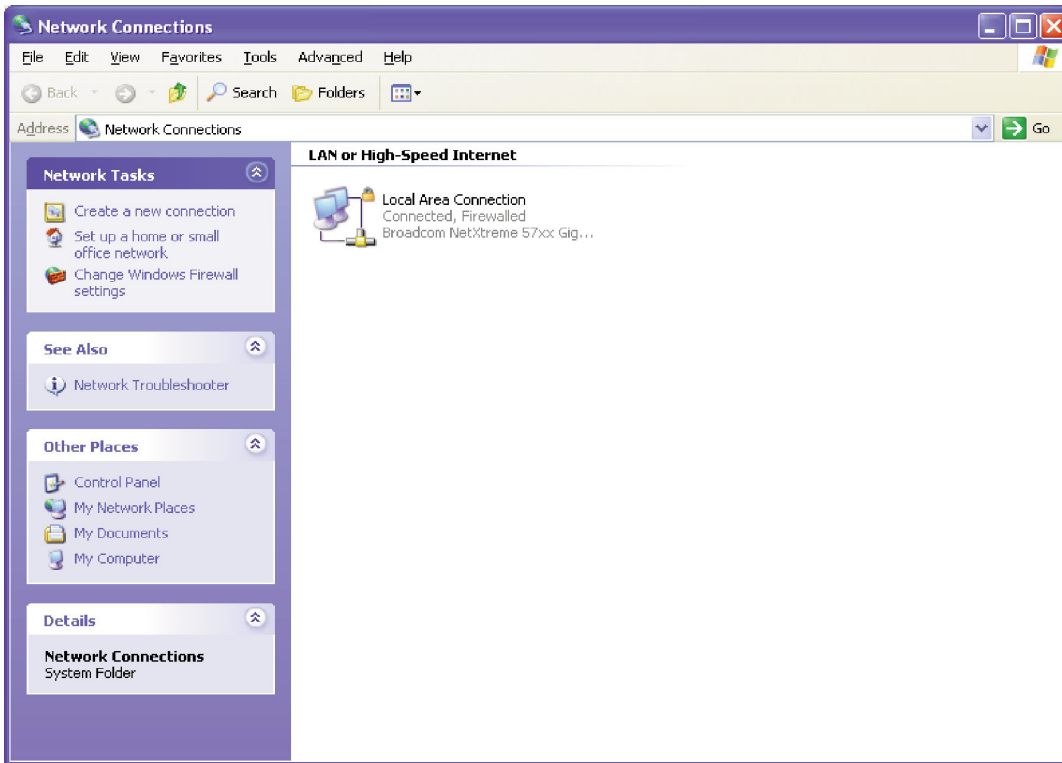 Network Connections
File Edit View Favorites Tools Advanced Help
Back Search Folders
Address Network Connections Go
Network Tasks
Create a new connection
Set up a home or small
office network
Change Windows Firewall
settings
See Also
Network Troubleshooter
Other Places
Control Panel
My Network Places
My Documents
My Computer
Details
Network Connections
System Folder
LAN or High-Speed Internet
Local Area Connection
Connected, Firewalled
Broadcom NetXtreme 57xx Gig...